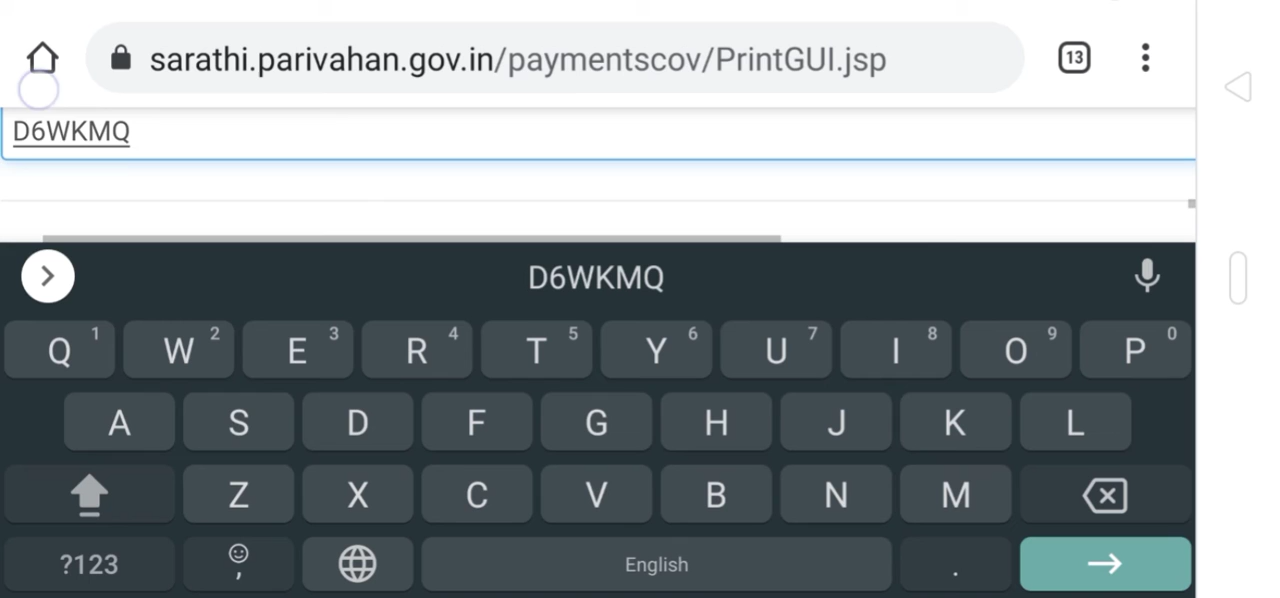 sarathi.parivahan.gov.in/paymentscov/PrintGUI.jsp 13
D6WKMQ
D6WKMQ
Q 1 W 2 E 3 R 4 T 5 Y 6 U 7 I 8 O 9 P 0
A S D F G H J K L
Z X C V B N M
?123 , English .